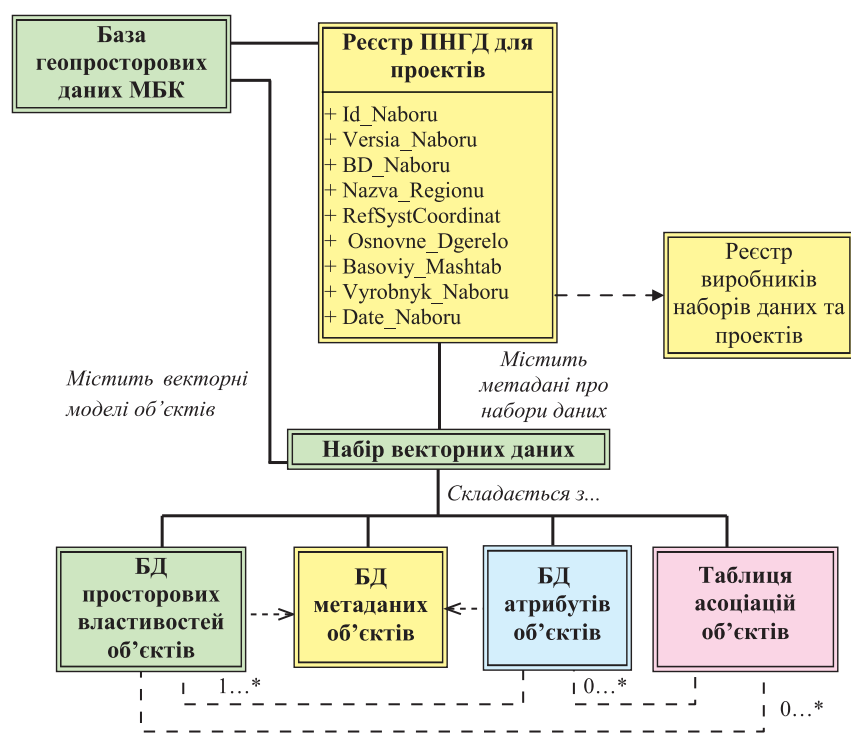 База
геопросторових
даних МБК
Реєстр ПНГД для
проектів
+ Id_Naboru
+ Versia_Naboru
+ BD_Naboru
+ Nazva_Regionu
+ RefSystCoordinat
+ Osnovne_Dgerelo
+ Basoviy_Mashtab
+ Vyrobnyk_Naboru
+ Date_Naboru
Реєстр
виробників
наборів даних та
проектів
Містить векторні
моделі об’єктів
Містить
метадані про
набори даних
Набір векторних даних
Складається з...
БД
просторових
властивостей
об’єктів
БД
метаданих
об’єктів
БД
атрибутів
об’єктів
Таблиця
асоціацій
об’єктів
1…*
0…*
0…*